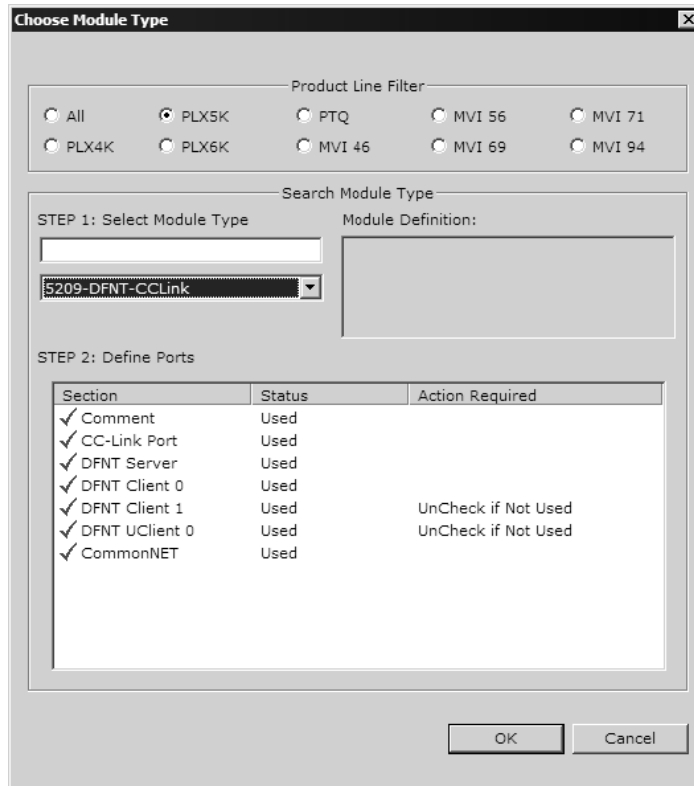 Choose Module Type
Product Line Filter
All PLX5K PTQ MVI 56 MVI 71
PLX4K PLX6K MVI 46 MVI 69 MVI 94
Search Module Type
STEP 1: Select Module Type Module Definition:
5209-DFNT-CCLink
STEP 2: Define Ports
Section Status Action Required
Comment Used
CC-Link Port Used
DFNT Server Used
DFNT Client 0 Used
DFNT Client 1 Used UnCheck if Not Used
DFNT UClient 0 Used UnCheck if Not Used
CommonNET Used
OK Cancel